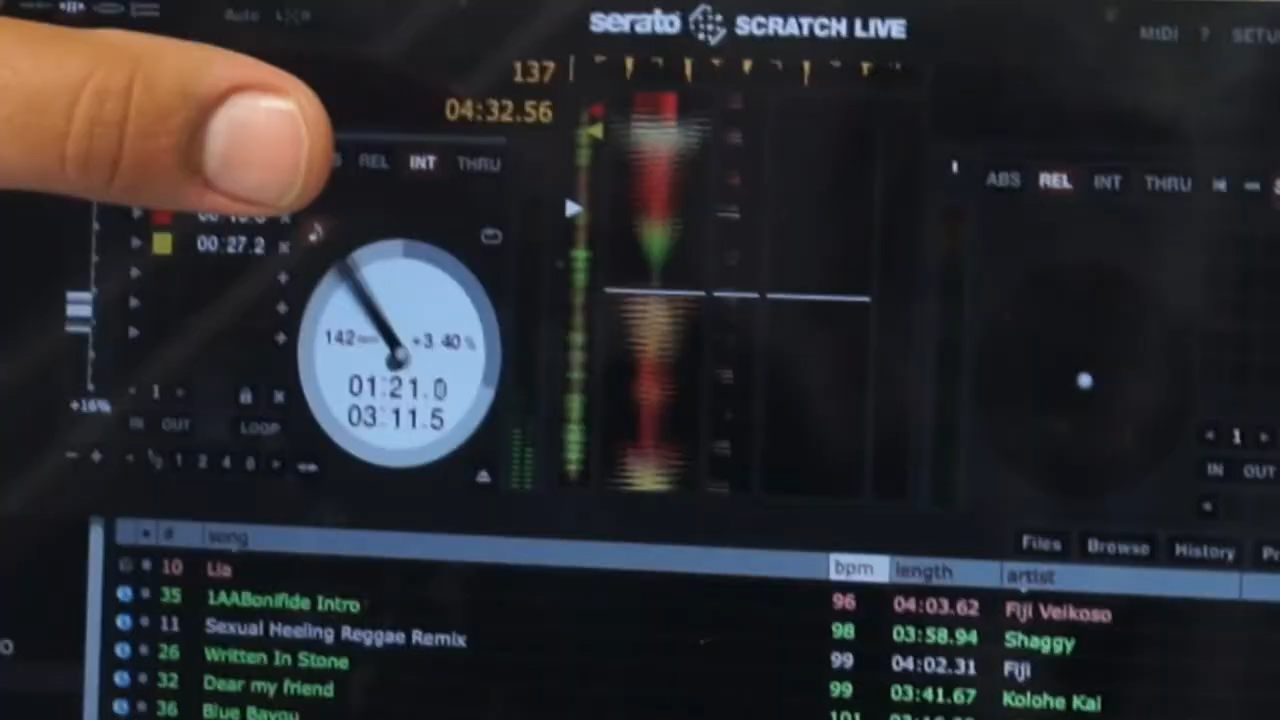 Auto
serato SCRATCH LIVE
MIDI ? SETU
137
04:32.56
REL INT THRU
ABS REL INT THRU
00:27.2
142 +3.40%
01:21.0
03:11.5
+16%
1
IN OUT LOOP
1 2 4 8
1
IN OUT
Files Browse History
# song bpm length artist
10 Lia 96 04:03.62 Fiji Veikoso
35 1AABonifide Intro 98 03:58.94 Shaggy
11 Sexual Heeling Reggae Remix 99 04:02.31 Fiji
26 Written In Stone 99 03:41.67 Kolohe Kai
32 Dear my friend 101
36 Blue Bayou